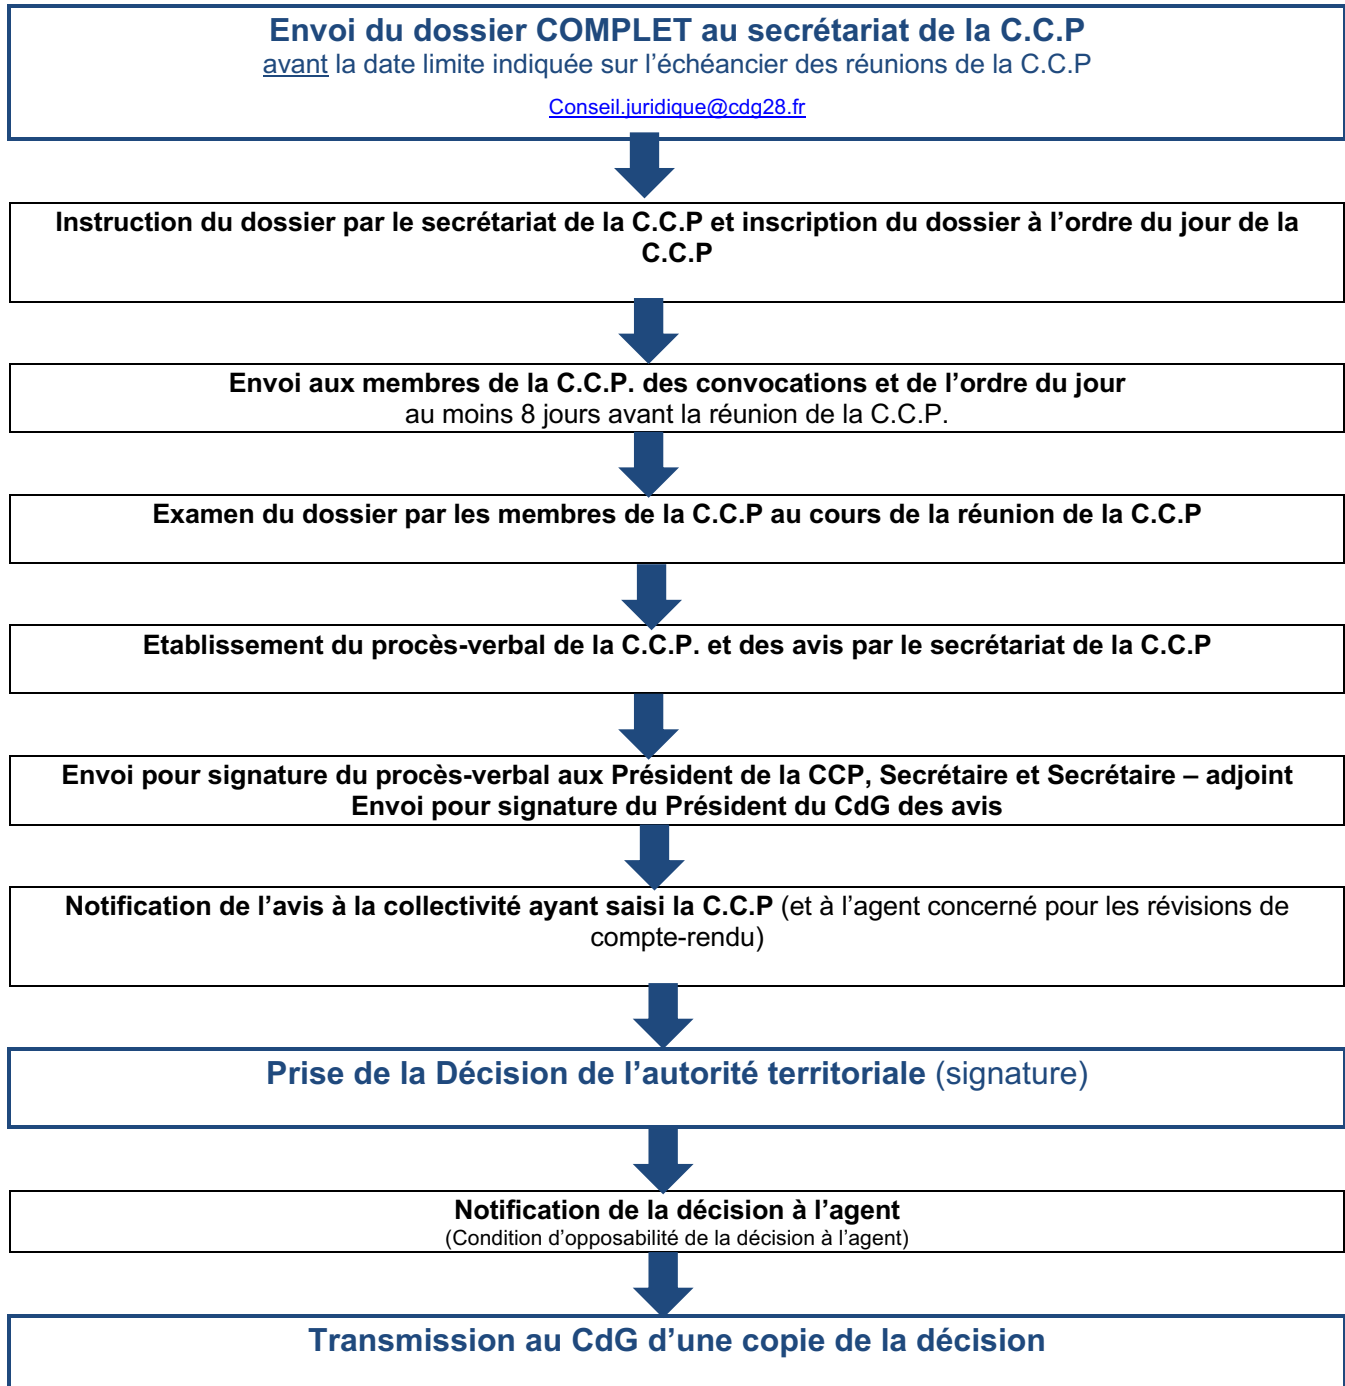 Envoi du dossier COMPLET au secrétariat de la C.C.P
avant la date limite indiquée sur l’échéancier des réunions de la C.C.P
Conseil.juridique@cdg28.fr
Instruction du dossier par le secrétariat de la C.C.P et inscription du dossier à l’ordre du jour de la
C.C.P
Envoi aux membres de la C.C.P. des convocations et de l’ordre du jour
au moins 8 jours avant la réunion de la C.C.P.
Examen du dossier par les membres de la C.C.P au cours de la réunion de la C.C.P
Etablissement du procès-verbal de la C.C.P. et des avis par le secrétariat de la C.C.P
Envoi pour signature du procès-verbal aux Président de la CCP, Secrétaire et Secrétaire – adjoint
Envoi pour signature du Président du CdG des avis
Notification de l’avis à la collectivité ayant saisi la C.C.P (et à l’agent concerné pour les révisions de
compte-rendu)
Prise de la Décision de l’autorité territoriale (signature)
Notification de la décision à l’agent
(Condition d’opposabilité de la décision à l’agent)
Transmission au CdG d’une copie de la décision